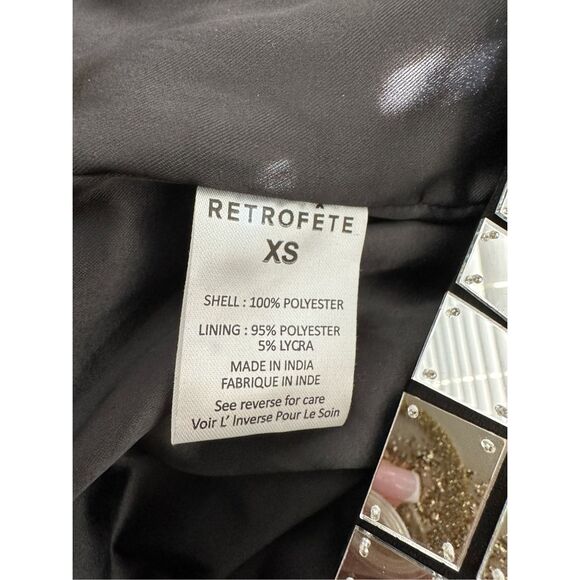 RETROFÊTE
XS
SHELL : 100% POLYESTER
LINING : 95% POLYESTER
5% LYCRA
MADE IN INDIA
FABRIQUE IN INDE
See reverse for care
Voir L' Inverse Pour Le Soin